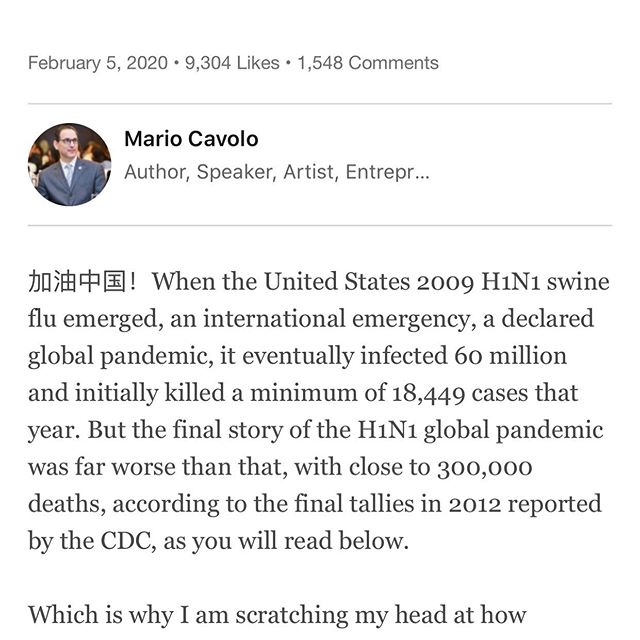 February 5, 2020 • 9,304 Likes • 1,548 Comments
Mario Cavolo
Author, Speaker, Artist, Entrepr...
加油中国！When the United States 2009 H1N1 swine
flu emerged, an international emergency, a declared
global pandemic, it eventually infected 60 million
and initially killed a minimum of 18,449 cases that
year. But the final story of the H1N1 global pandemic
was far worse than that, with close to 300,000
deaths, according to the final tallies in 2012 reported
by the CDC, as you will read below.
Which is why I am scratching my head at how